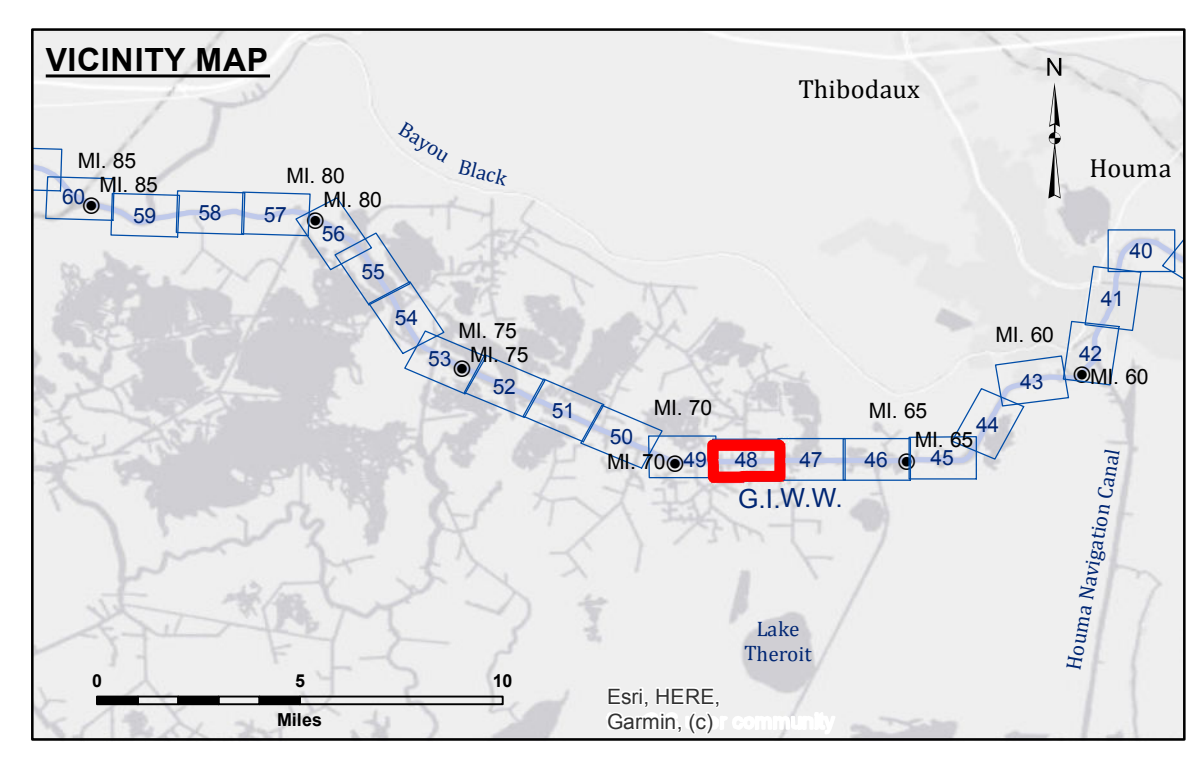 VICINITY MAP
Thibodaux
N
Bayou Black
Houma
MI. 85
MI. 85
MI. 80
MI. 80
60
59
58
57
56
55
54
53
MI. 75
MI. 75
52
51
50
MI. 70
MI. 70
49
48
47
46
MI. 65
MI. 65
45
44
43
MI. 60
MI. 60
42
41
40
G.I.W.W.
Houma Navigation Canal
Lake
Theroit
0 5 10
Miles
Esri, HERE,
Garmin, (c) r community